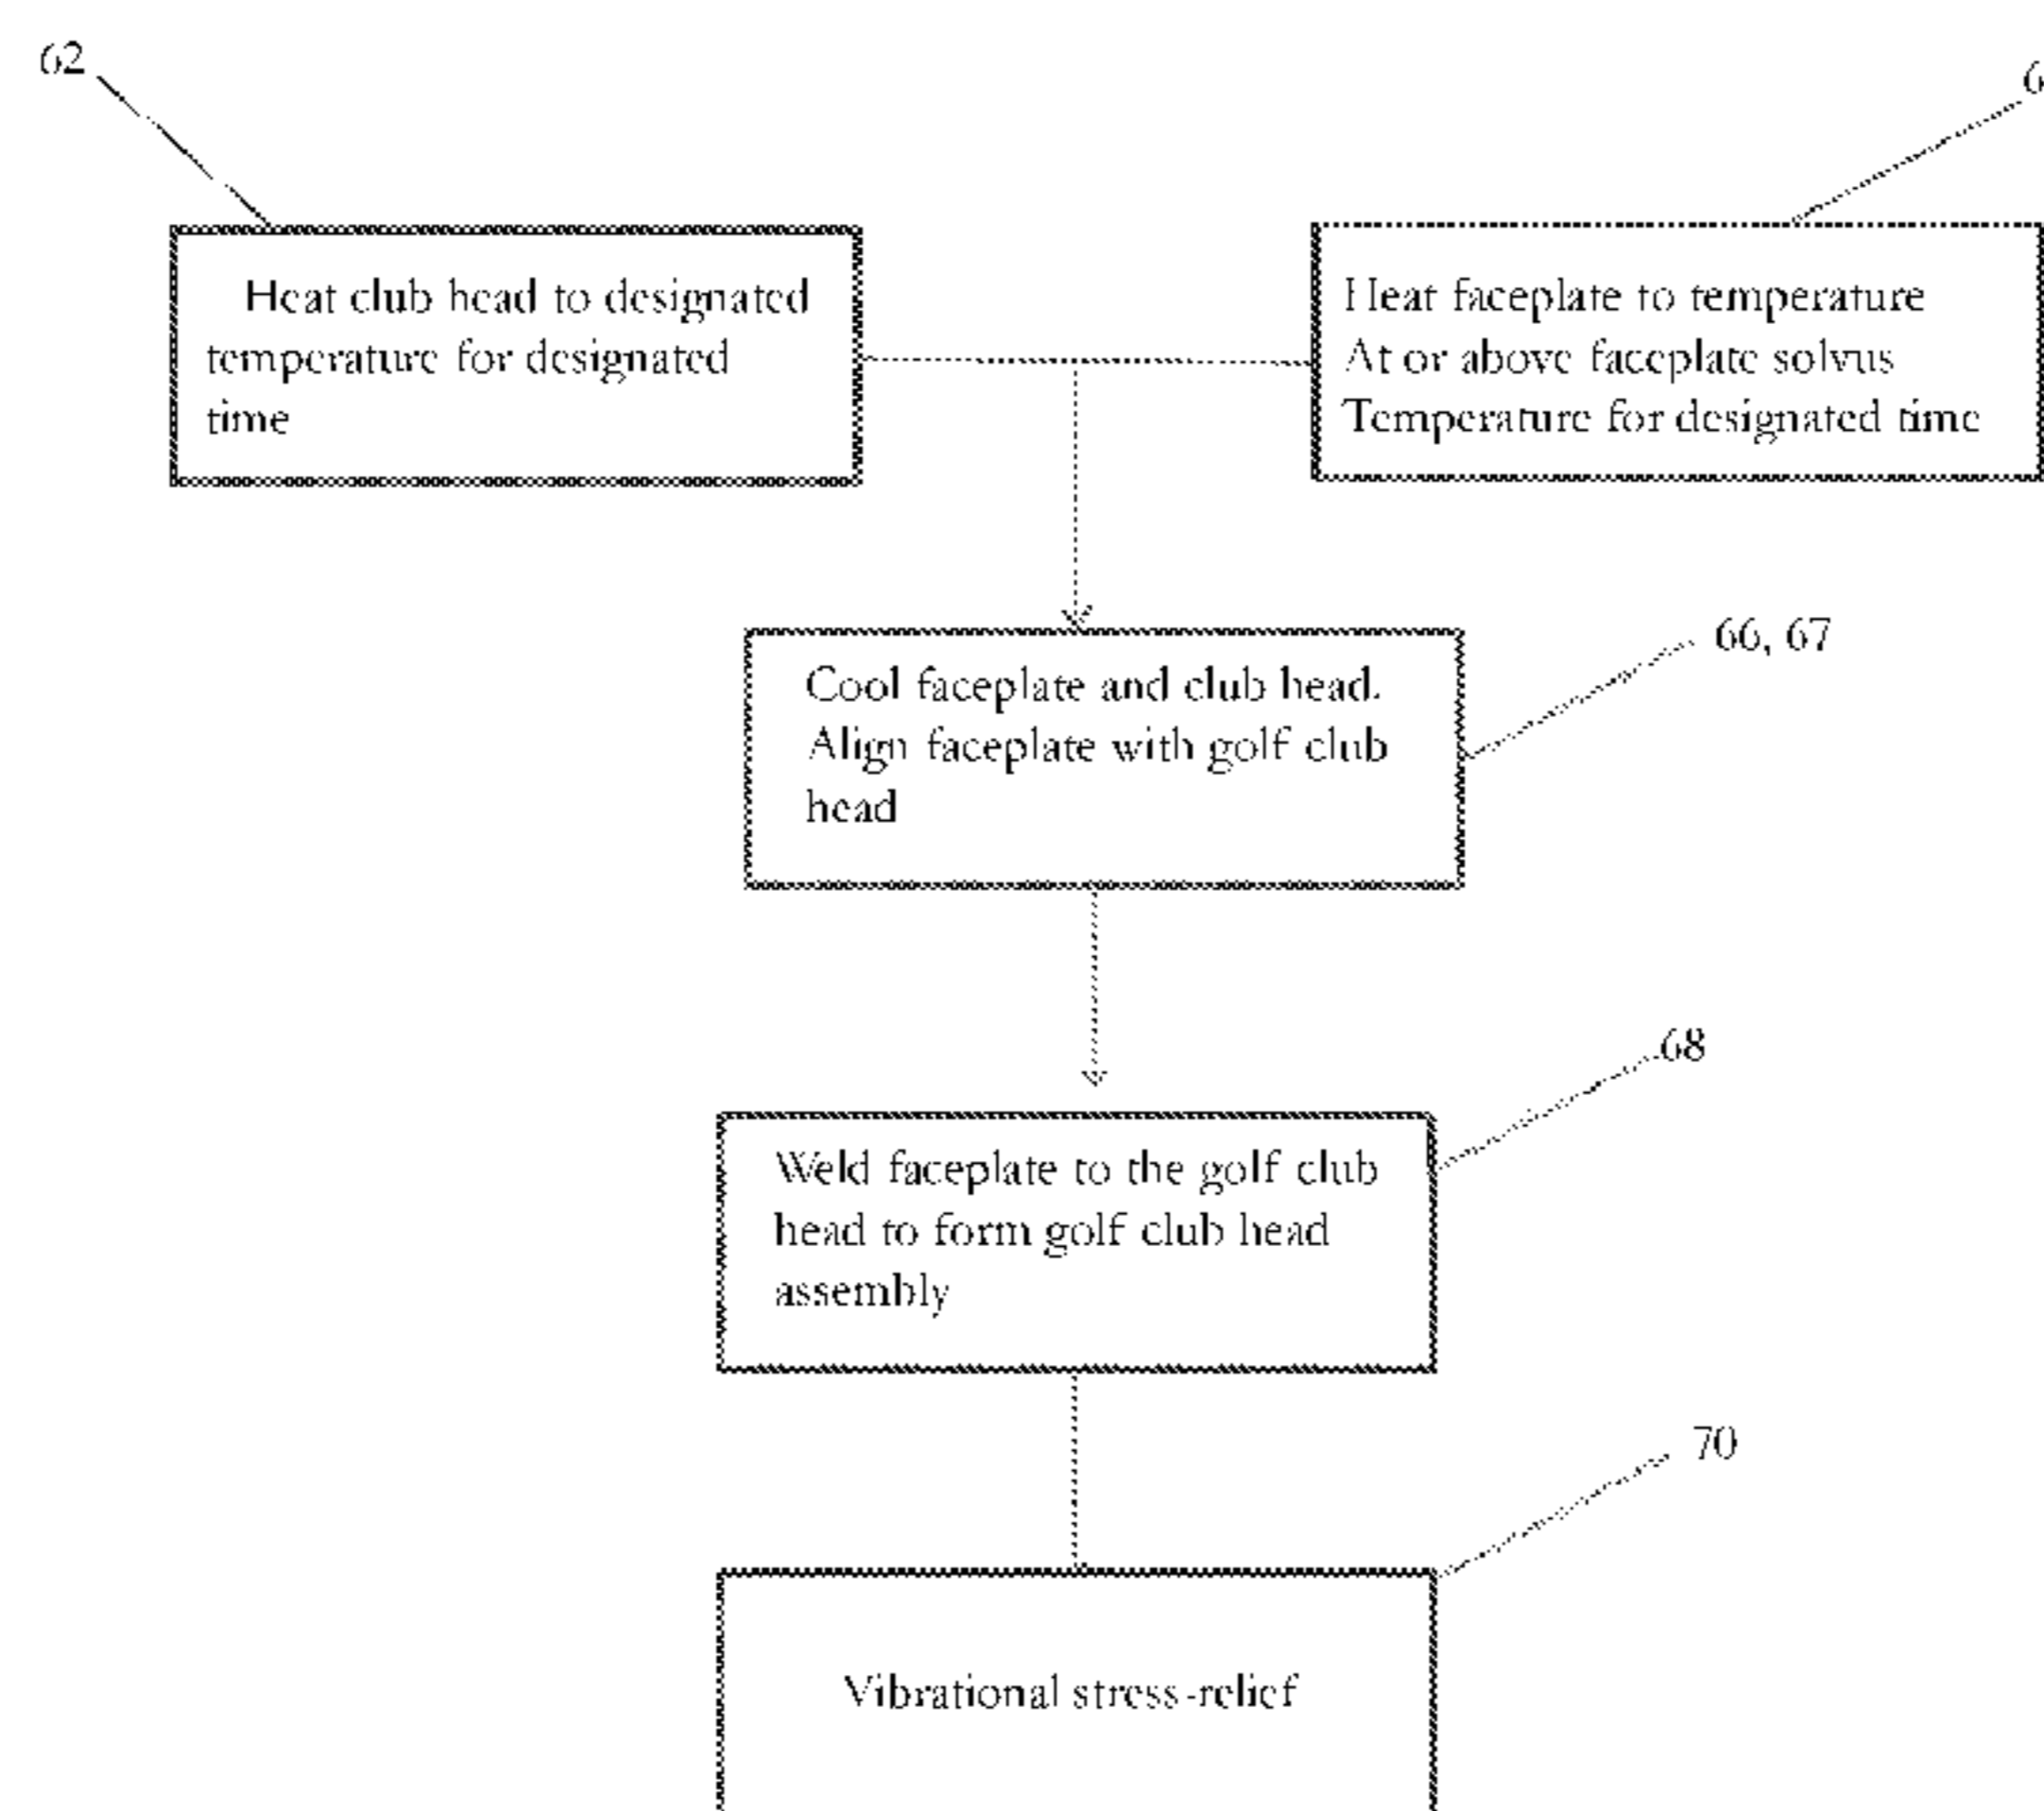 62
Heat club head to designated
temperature for designated
time
Heat faceplate to temperature
At or above faceplate solvus
Temperature for designated time
Cool faceplate and club head.
Align faceplate with golf club
head
66, 67
Weld faceplate to the golf club
head to form golf club head
assembly
68
Vibrational stress-relief
70